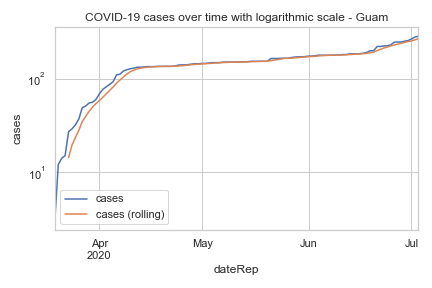 COVID-19 cases over time with logarithmic scale - Guam
10²
10¹
cases
cases
cases (rolling)
Apr
2020
May
Jun
Jul
dateRep